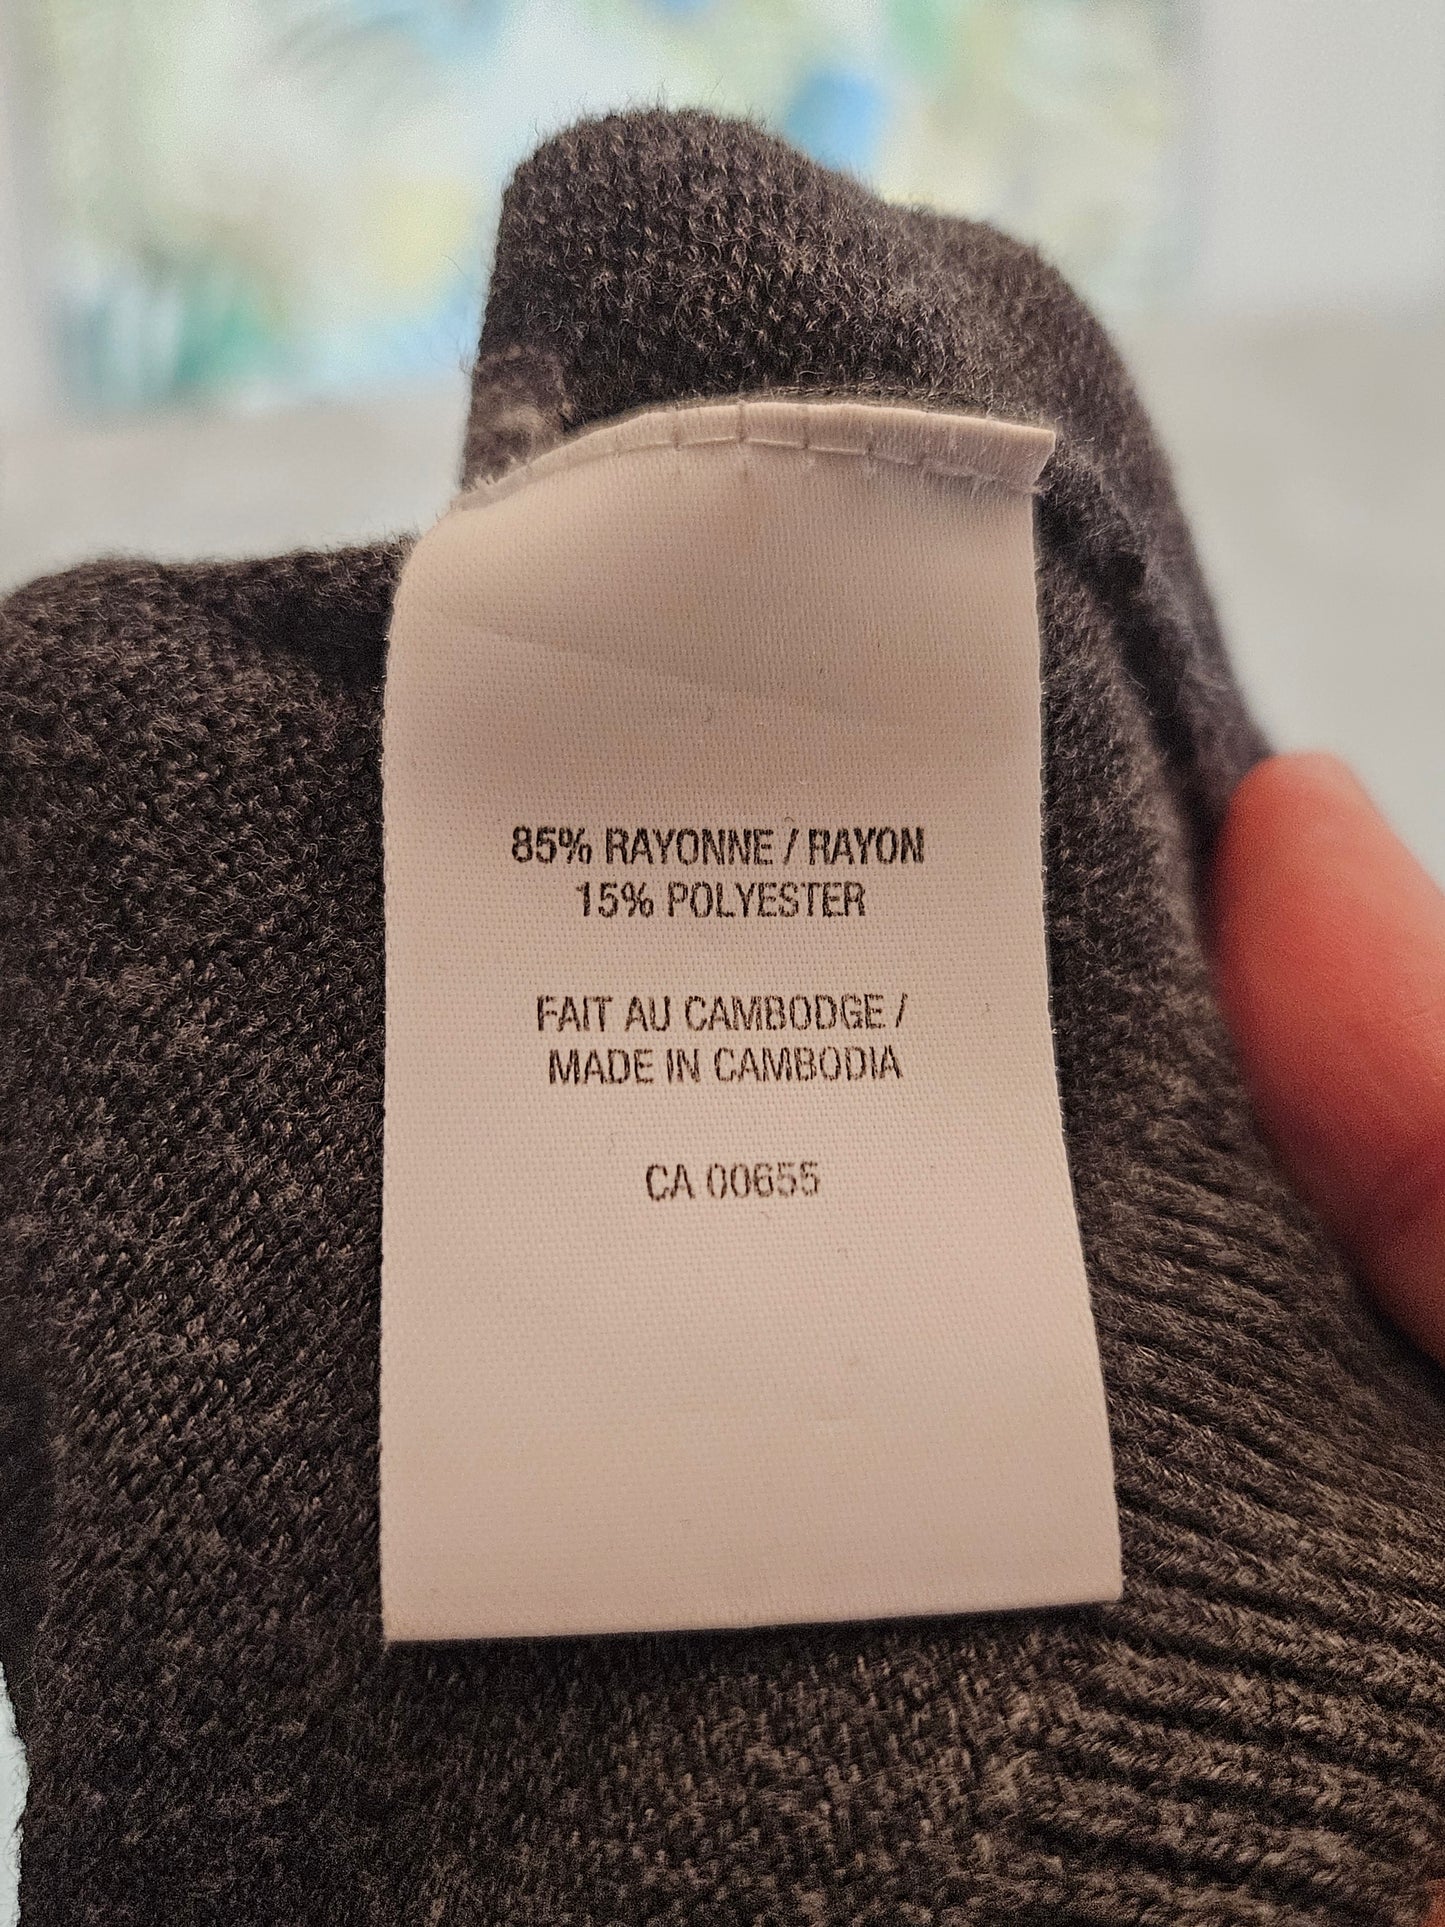 85% RAYONNE / RAYON
15% POLYESTER
FAIT AU CAMBODGE /
MADE IN CAMBODIA
CA 00655